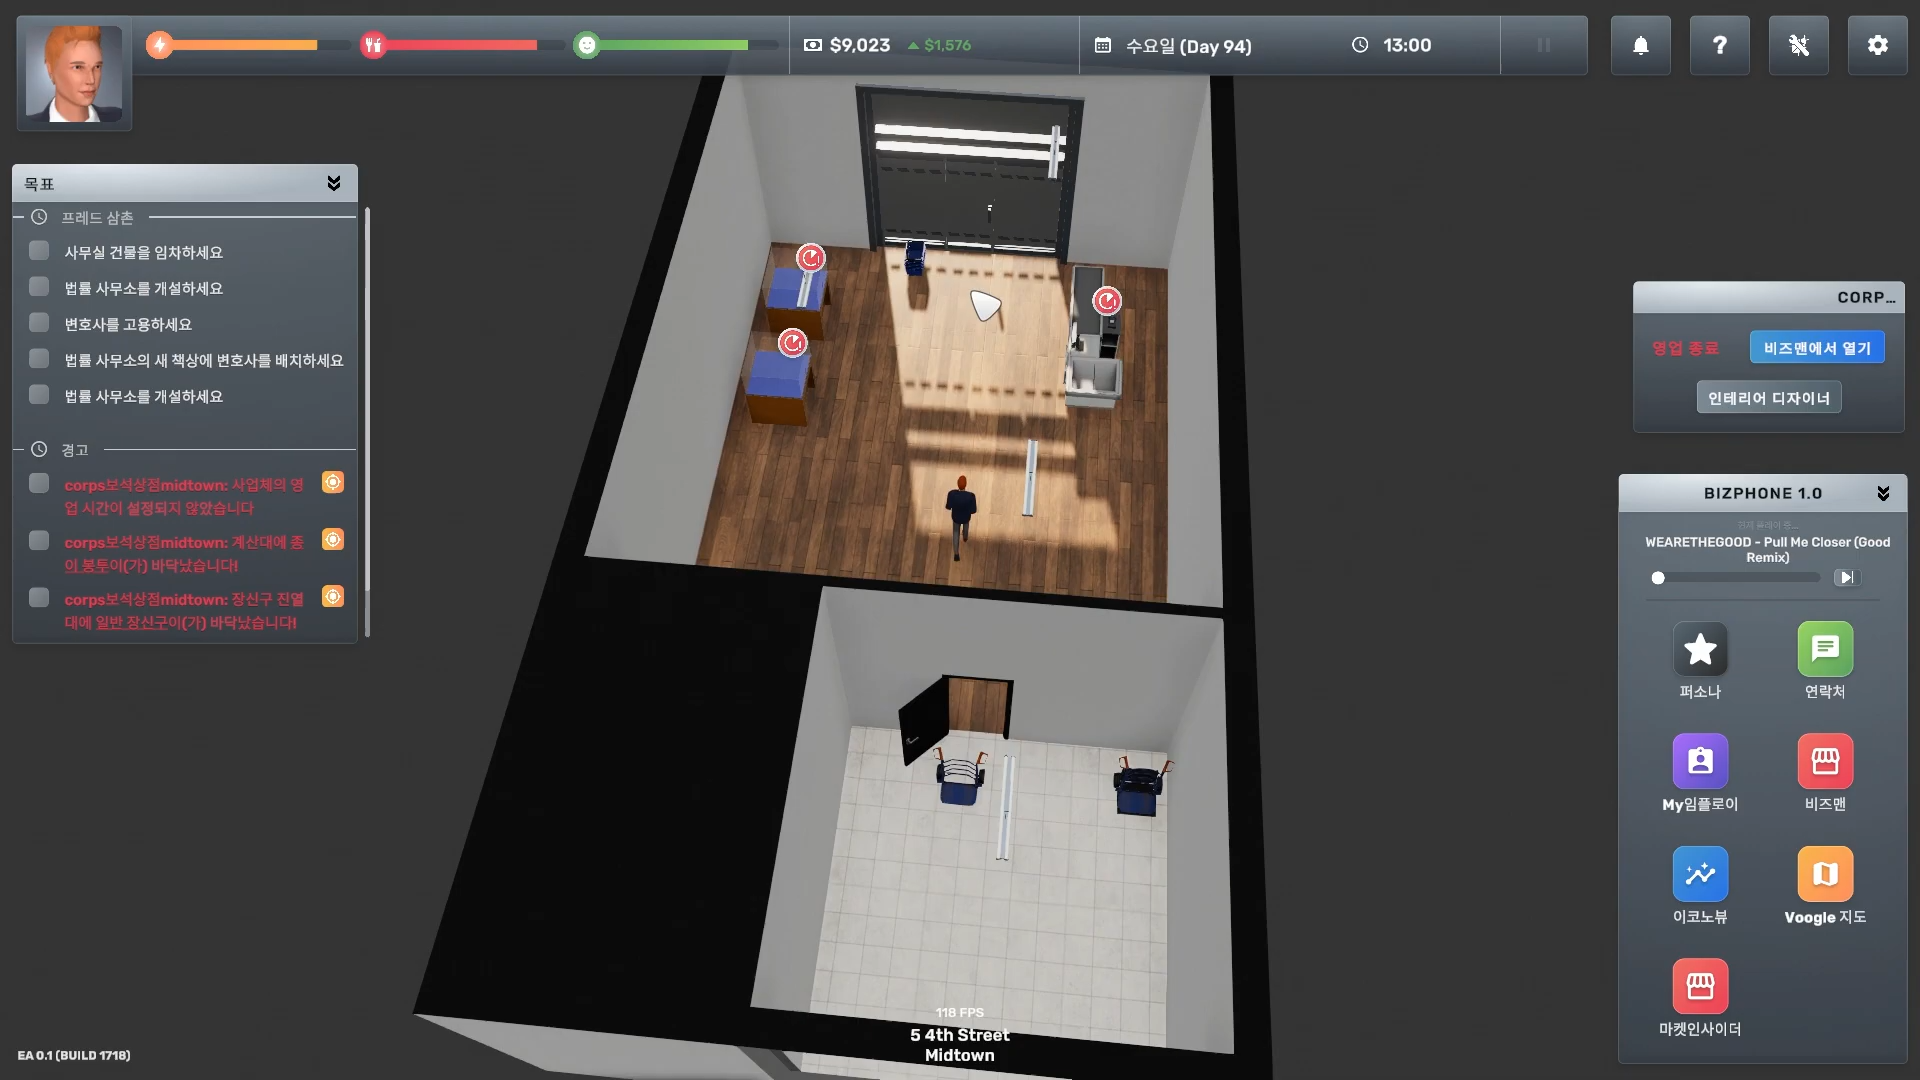 $9,023
$1,576
수요일 (Day 94)
13:00
?
목표
프레드 삼촌
사무실 건물을 임차하세요
법률 사무소를 개설하세요
변호사를 고용하세요
법률 사무소의 새 책상에 변호사를 배치하세요
법률 사무소를 개설하세요
경고
corps보석상점midtown: 사업체의 영
업 시간이 설정되지 않았습니다
corps보석상점midtown: 계산대에 종
이 봉투이(가) 바닥났습니다!
corps보석상점midtown: 장신구 진열
대에 일반 장신구이(가) 바닥났습니다!
CORP...
영업 종료
비즈맨에서 열기
인테리어 디자이너
BIZPHONE 1.0
WEARETHEGOOD - Pull Me Closer (Good
Remix)
퍼소나
연락처
My임플로이
비즈맨
이코노뷰
Voogle 지도
마켓인사이더
118 FPS
5 4th Street
Midtown
EA 0.1 (BUILD 1718)